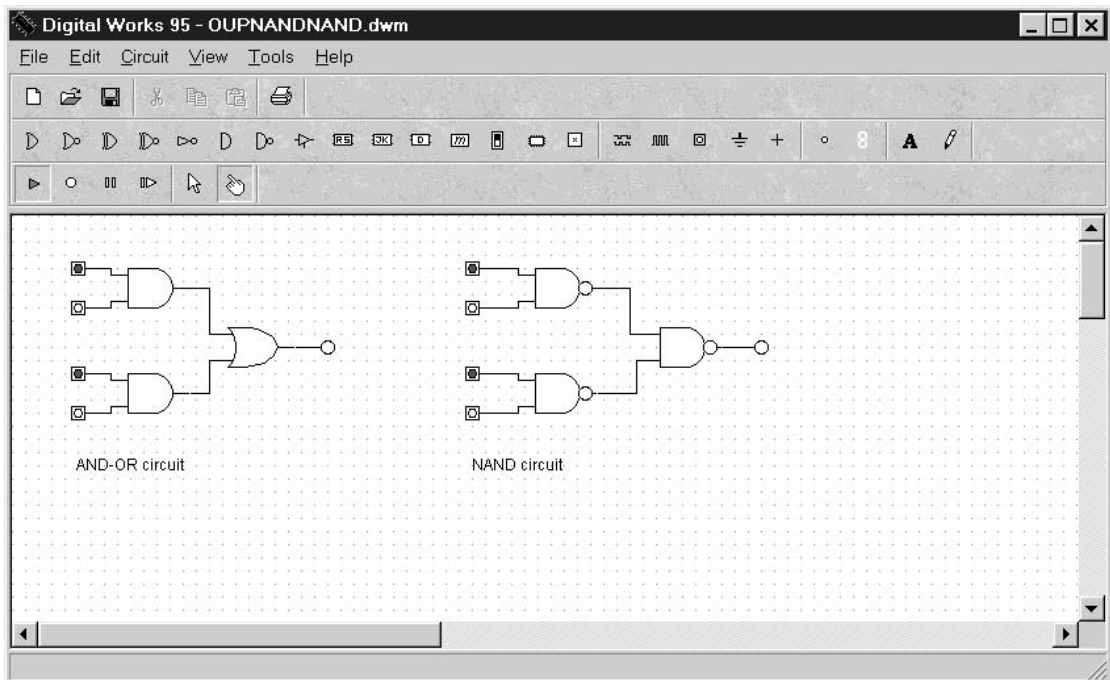 Digital Works 95 - OUPNANDNAND.dwm
File Edit Circuit View Tools Help
RS JK D
A
AND-OR circuit
NAND circuit